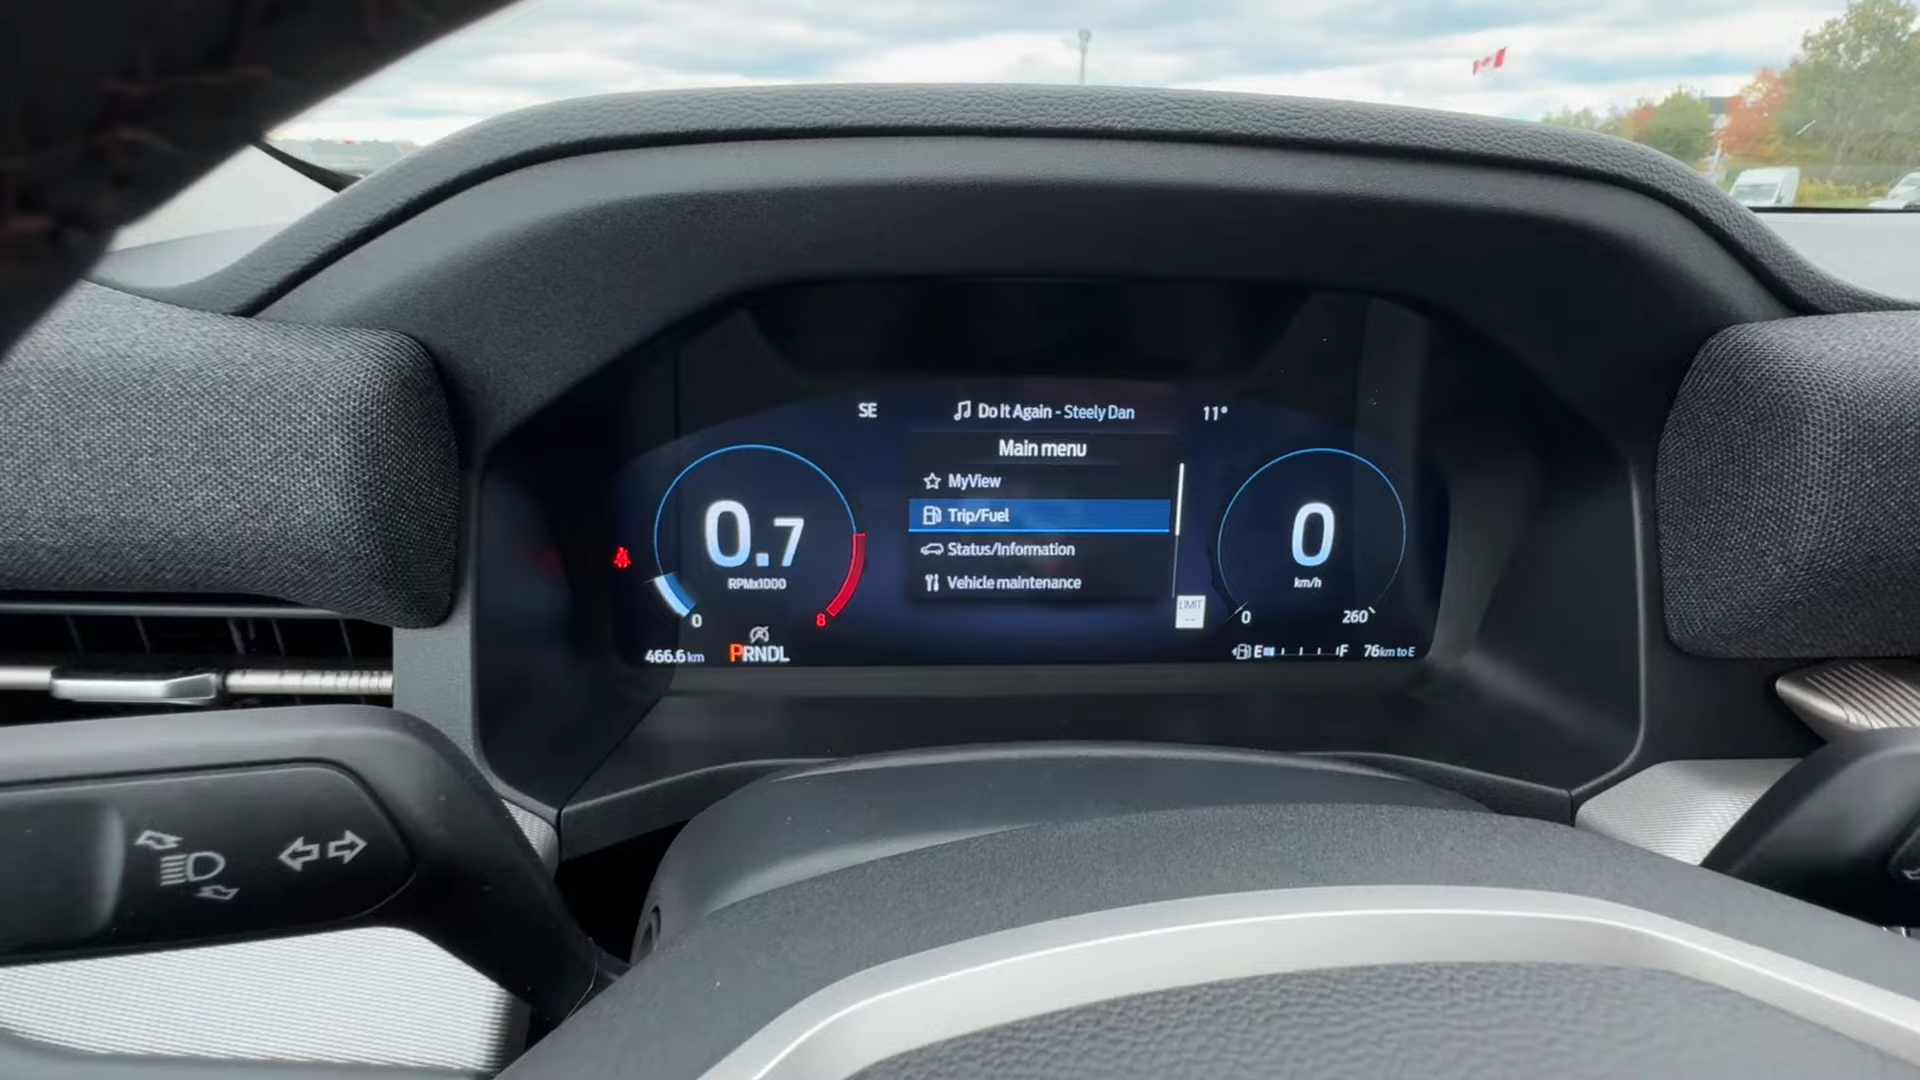 SE
Do It Again - Steely Dan
11°
Main menu
MyView
Trip/Fuel
Status/Information
Vehicle maintenance
0.7
RPMx1000
0
8
0
km/h
LIMIT
--
0
260
466.6 km
PRNDL
E
F
76 km to E